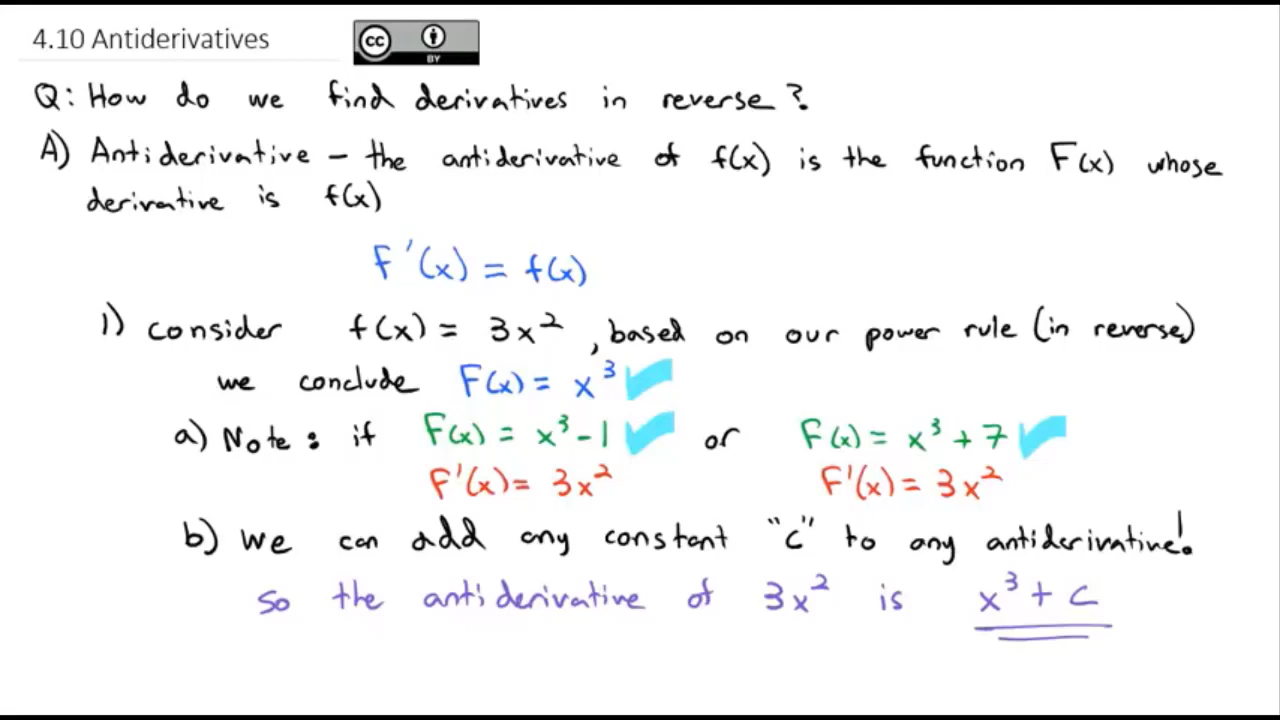 4.10 Antiderivatives
cc BY
Q: How do we find derivatives in reverse?
A) Antiderivative – the antiderivative of f(x) is the function F(x) whose
derivative is f(x)
F'(x) = f(x)
1) consider f(x) = 3x², based on our power rule (in reverse)
we conclude F(x) = x³
a) Note: if F(x) = x³ - 1 or F(x) = x³ + 7
F'(x) = 3x² F'(x) = 3x²
b) We can add any constant "c" to any antiderivative!
so the antiderivative of 3x² is x³ + c